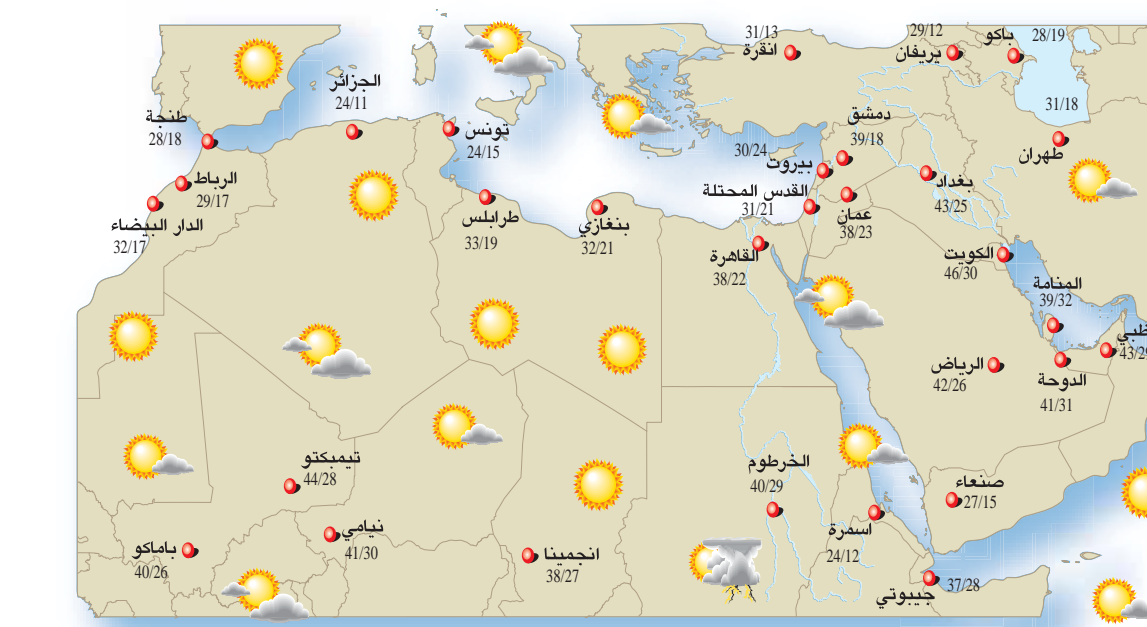 31/13
انقرة
29/12
يريفان
باكو
28/19
31/18
طهران
الجزائر
24/11
طنجة
28/18
تونس
24/15
دمشق
39/18
30/24
بيروت
الرباط
29/17
القدس المحتلة
31/21
عمان
38/23
بغداد
43/25
الدار البيضاء
32/17
طرابلس
33/19
بنغازي
32/21
القاهرة
38/22
الكويت
46/30
المنامة
39/32
ظبي
الرياض
42/26
الدوحة
41/31
تيمبكتو
44/28
الخرطوم
40/29
صنعاء
27/15
نيامي
41/30
باماكو
40/26
انجمينا
38/27
اسمرة
24/12
جيبوتي
37/28